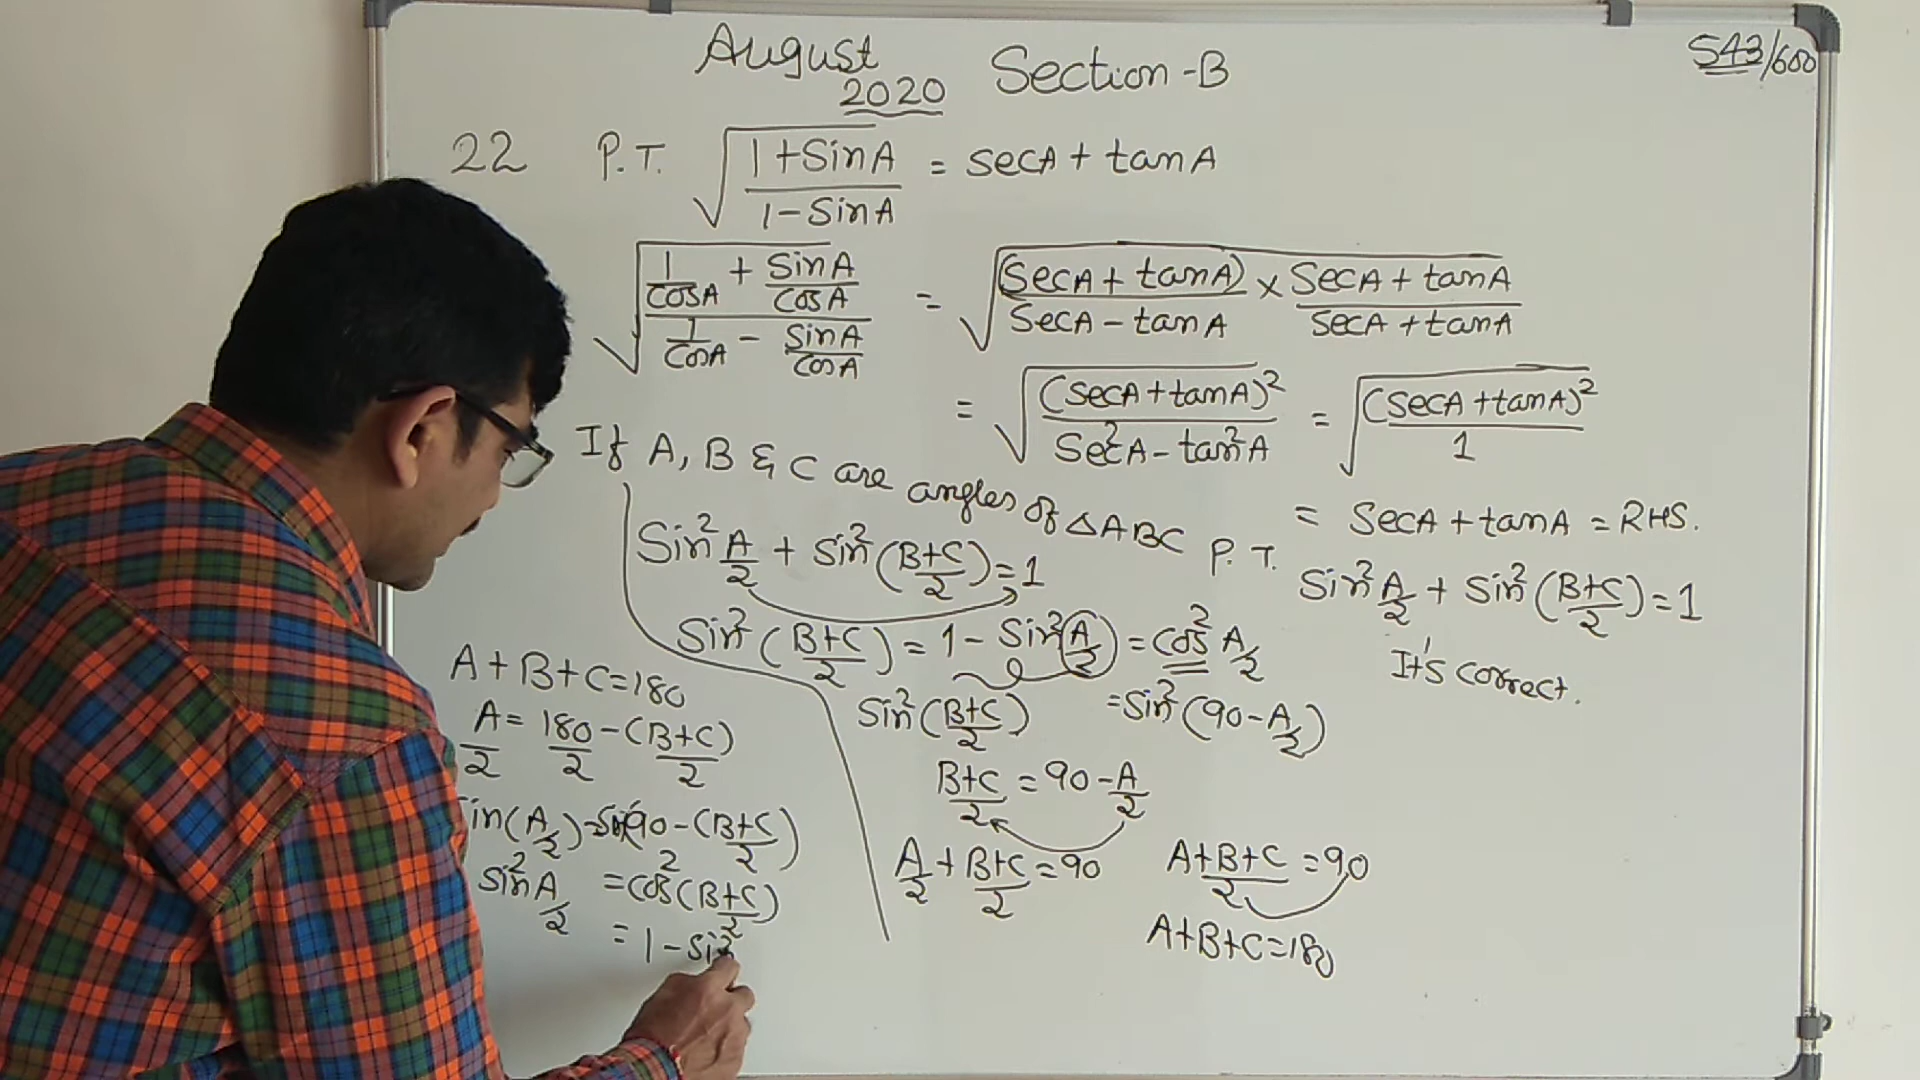 August 2020 Section-B
543/600
22 P.T. √((1+SinA)/(1-SinA)) = secA + tanA
√((1/cosA + SinA/cosA)/(1/cosA - SinA/cosA)) = √((SecA + tanA)/(SecA - tanA) × (SecA + tanA)/(SecA + tanA))
= √((SecA + tanA)²/(Sec²A - tan²A)) = √((SecA + tanA)²/1)
= SecA + tanA = RHS.
If A, B & C are angles of △ABC P.T. Sin²A/2 + Sin²(B+C/2) = 1
It's correct.
Sin²A/2 + Sin²(B+C/2) = 1
Sin²(B+C/2) = 1 - Sin²(A/2) = cos²A/2
Sin²(B+C/2) = Sin²(90-A/2)
B+C/2 = 90-A/2
A/2 + B+C/2 = 90
A+B+C/2 = 90
A+B+C=180
A+B+C=180
A/2 = 180/2 - (B+C)/2
in(A/2) = Sin(90-(B+C/2)
Sin²A/2 = cos²(B+C/2)
= 1-Sin²